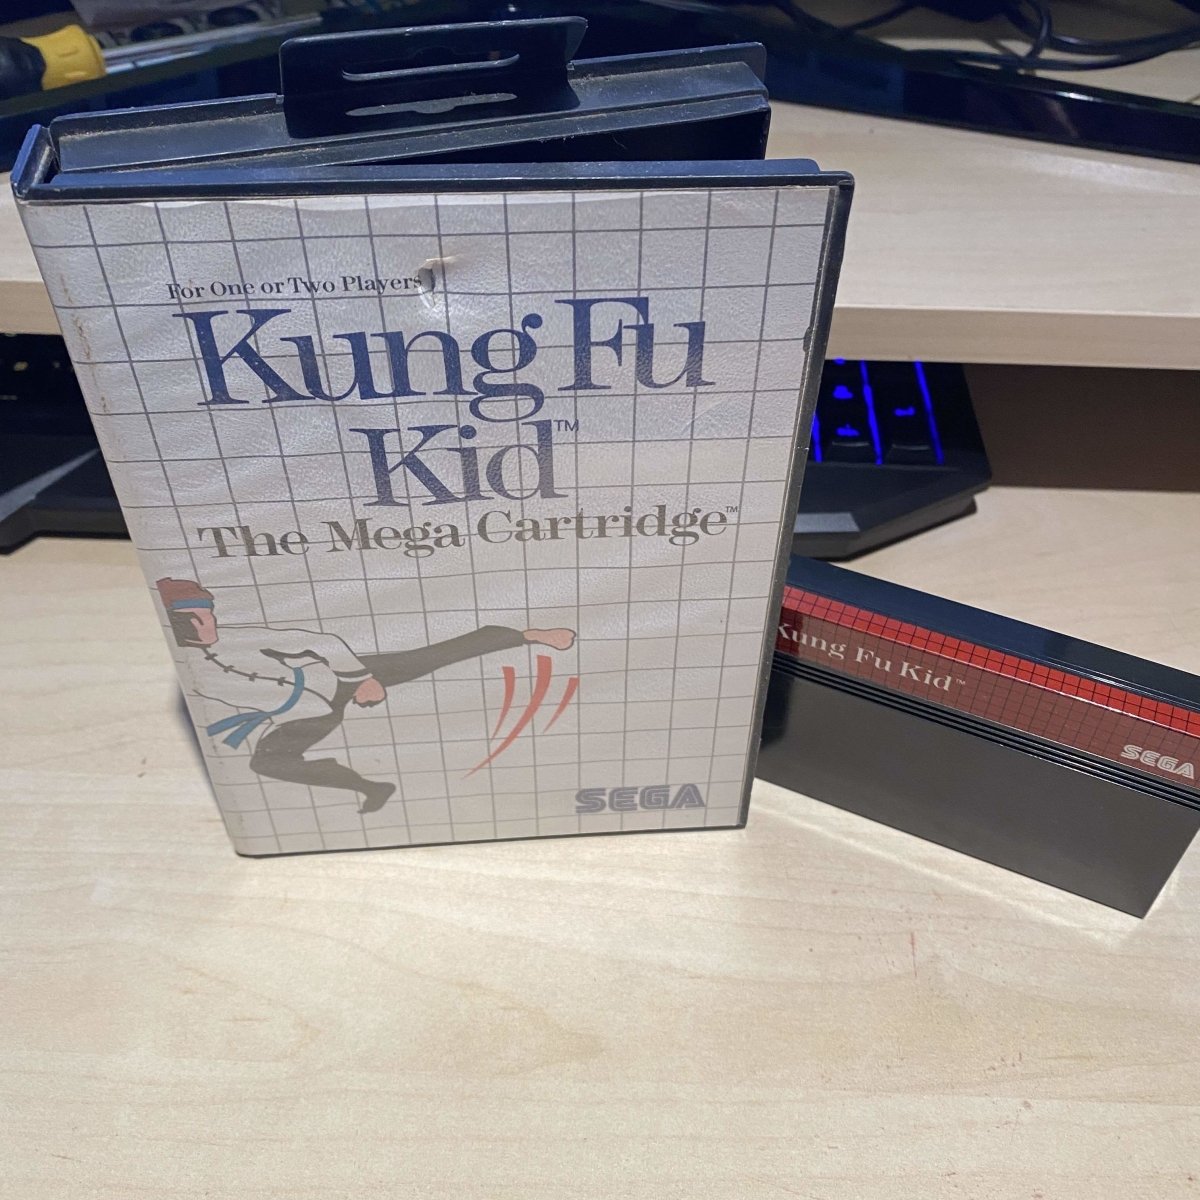 For One or Two Players
Kung Fu
Kid™
The Mega Cartridge™
SEGA
Kung Fu Kid™
SEGA